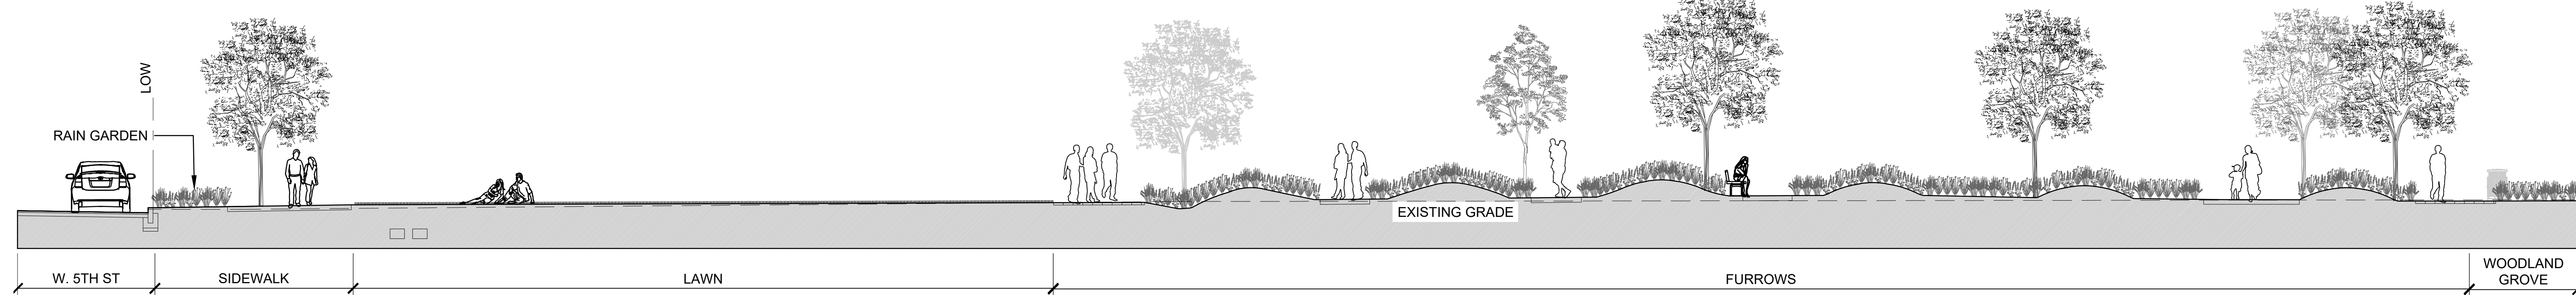 LOW
RAIN GARDEN
EXISTING GRADE
W. 5TH ST
SIDEWALK
LAWN
FURROWS
WOODLAND
GROVE